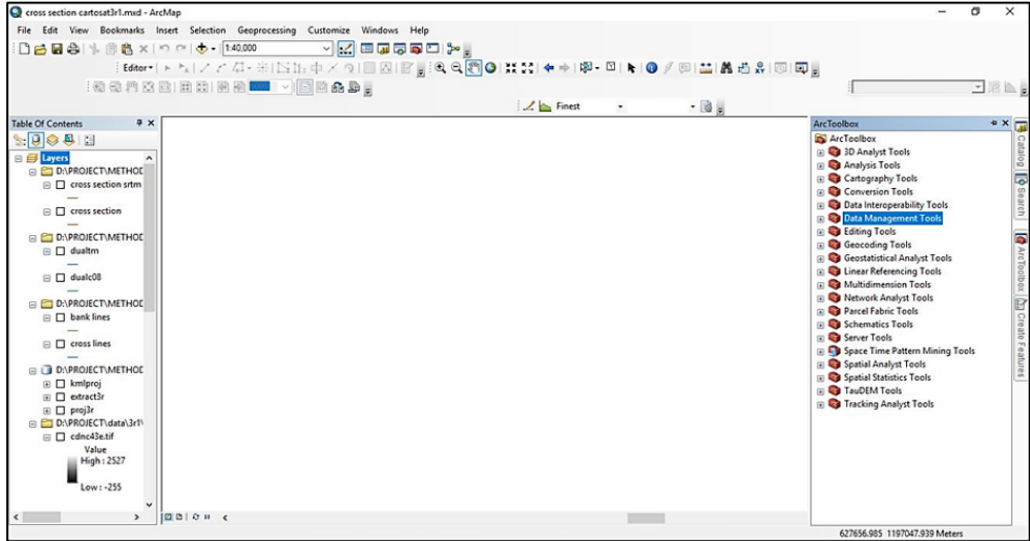 cross section cartosat3r1.mxd - ArcMap
File Edit View Bookmarks Insert Selection Geoprocessing Customize Windows Help
1:40,000
Editor
Finest
Table Of Contents
Layers
D:\PROJECT\METHOD
cross section srtm
cross section
D:\PROJECT\METHOD
dualtm
dualc08
D:\PROJECT\METHOD
bank lines
cross lines
D:\PROJECT\METHOD
kmlproj
extract3r
proj3r
D:\PROJECT\data\3r1\
cdnc43e.tif
Value
High : 2527
Low : -255
ArcToolbox
ArcToolbox
3D Analyst Tools
Analysis Tools
Cartography Tools
Conversion Tools
Data Interoperability Tools
Data Management Tools
Editing Tools
Geocoding Tools
Geostatistical Analyst Tools
Linear Referencing Tools
Multidimension Tools
Network Analyst Tools
Parcel Fabric Tools
Schematics Tools
Server Tools
Space Time Pattern Mining Tools
Spatial Analyst Tools
Spatial Statistics Tools
TauDEM Tools
Tracking Analyst Tools
Catalog
Search
ArcToolbox
Create Features
627656.985 1197047.939 Meters